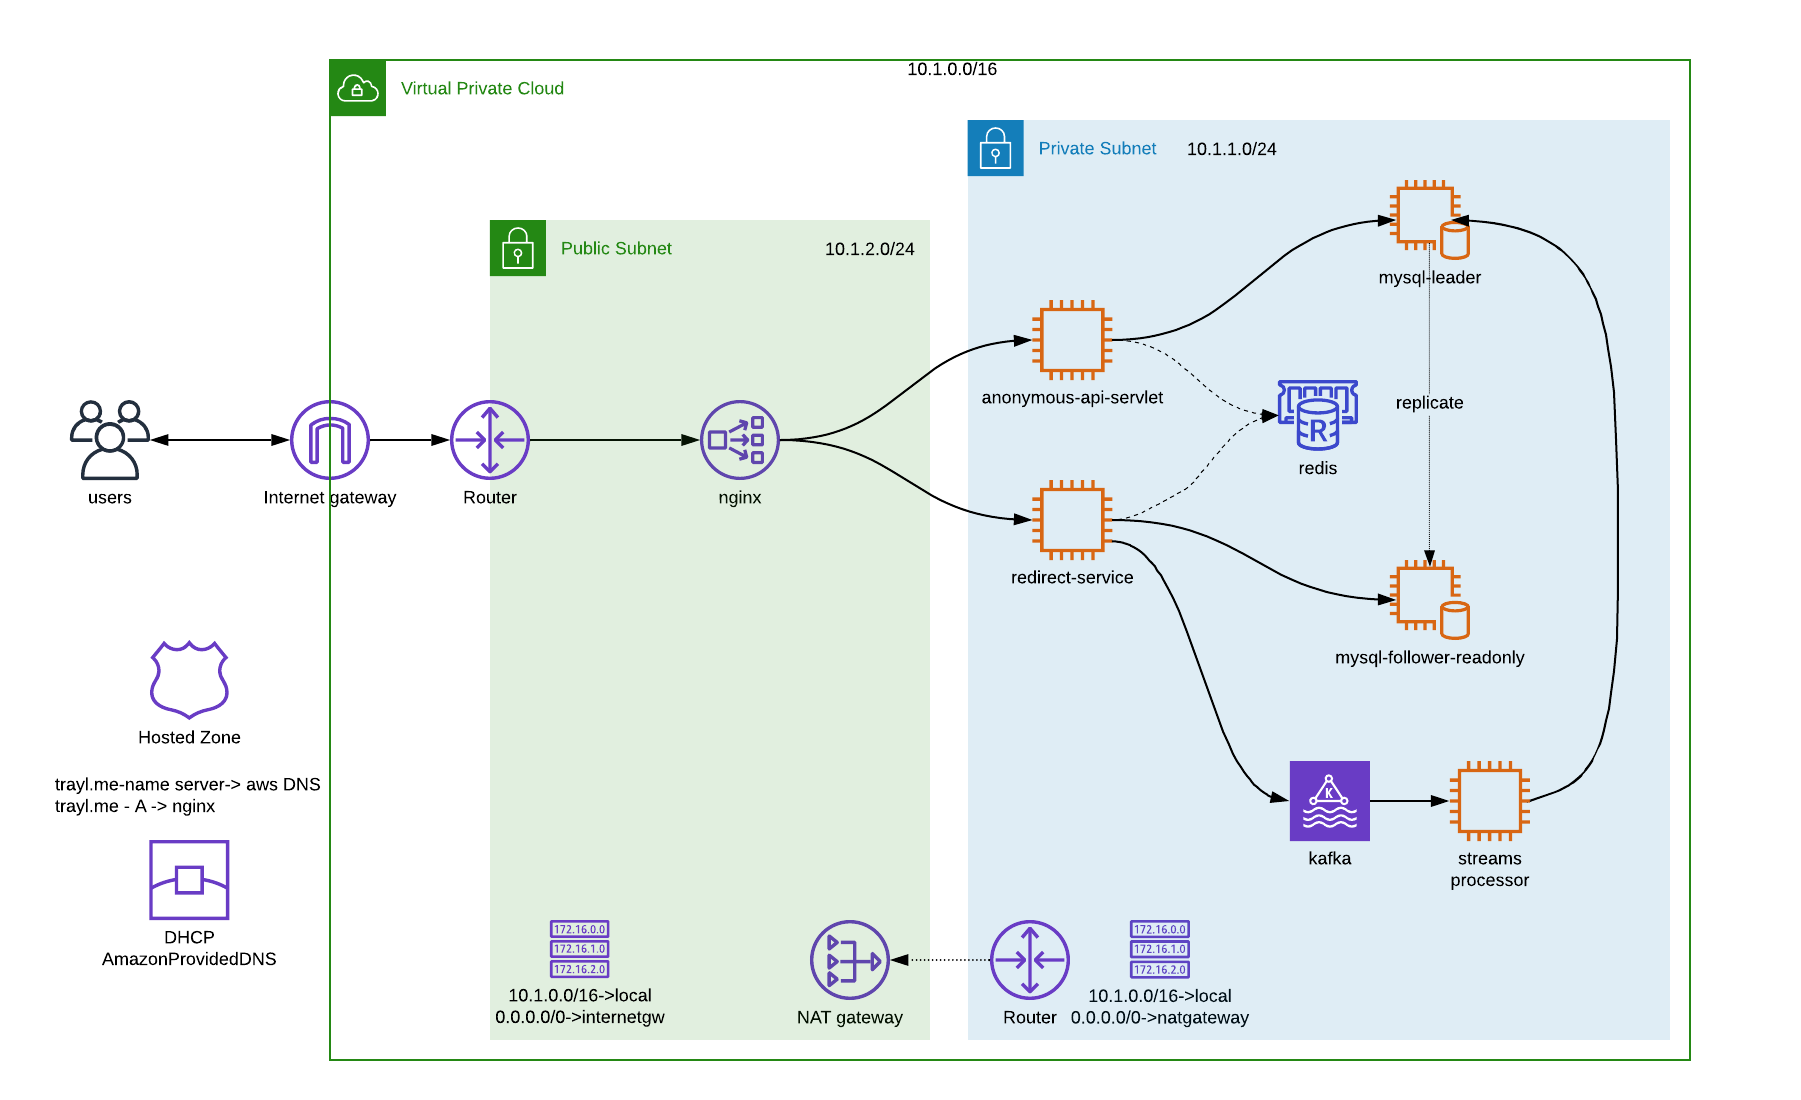 10.1.0.0/16
Virtual Private Cloud
Private Subnet 10.1.1.0/24
Public Subnet 10.1.2.0/24
mysql-leader
anonymous-api-servlet
replicate
redis
users
Internet gateway
Router
nginx
redirect-service
mysql-follower-readonly
Hosted Zone
trayl.me-name server-> aws DNS
trayl.me - A -> nginx
K
R
kafka
streams
processor
DHCP
AmazonProvidedDNS
172.16.0.0
172.16.1.0
172.16.2.0
10.1.0.0/16->local
0.0.0.0/0->internetgw
NAT gateway
Router
172.16.0.0
172.16.1.0
172.16.2.0
10.1.0.0/16->local
0.0.0.0/0->natgateway